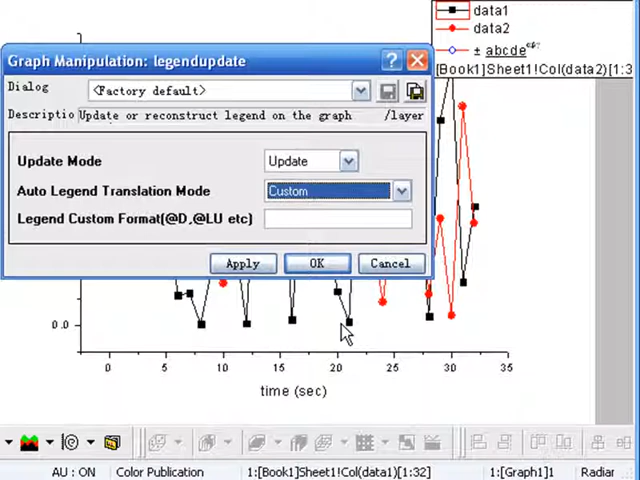 data1
data2
[Book1]Sheet1!Col(data2)[1:3
Graph Manipulation: legendupdate
Dialog
<Factory default>
Descriptio
Update or reconstruct legend on the graph
/layer
Update Mode
Update
Auto Legend Translation Mode
Custom
Legend Custom Format(@D,@LU etc)
Apply
OK
Cancel
0.0
0 5 10 15 20 25 30 35
time (sec)
AU : ON
Color Publication
1:[Book1]Sheet1!Col(data1)[1:32]
1:[Graph1]1
Radiar